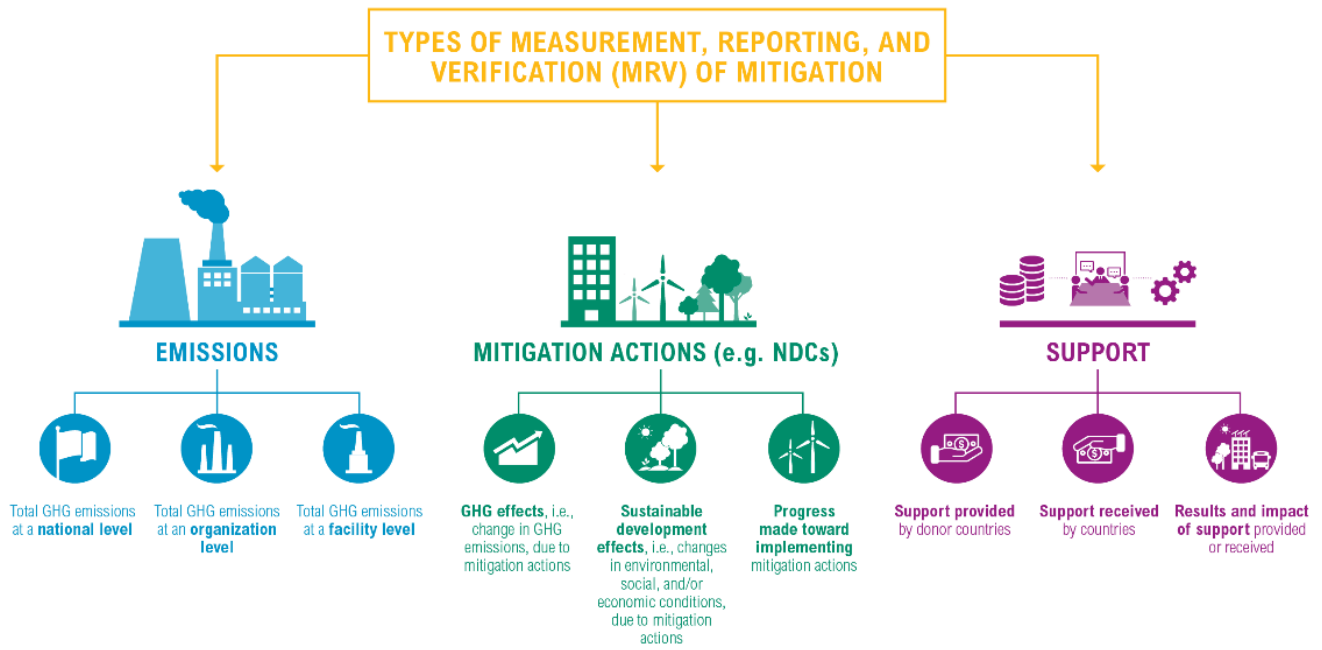 TYPES OF MEASUREMENT, REPORTING, AND
VERIFICATION (MRV) OF MITIGATION
EMISSIONS
Total GHG emissions
at a national level
Total GHG emissions
at an organization
level
Total GHG emissions
at a facility level
MITIGATION ACTIONS (e.g. NDCs)
GHG effects, i.e.,
change in GHG
emissions, due to
mitigation actions
Sustainable
development
effects, i.e., changes
in environmental,
social, and/or
economic conditions,
due to mitigation
actions
Progress
made toward
implementing
mitigation actions
SUPPORT
Support provided
by donor countries
Support received
by countries
Results and impact
of support provided
or received